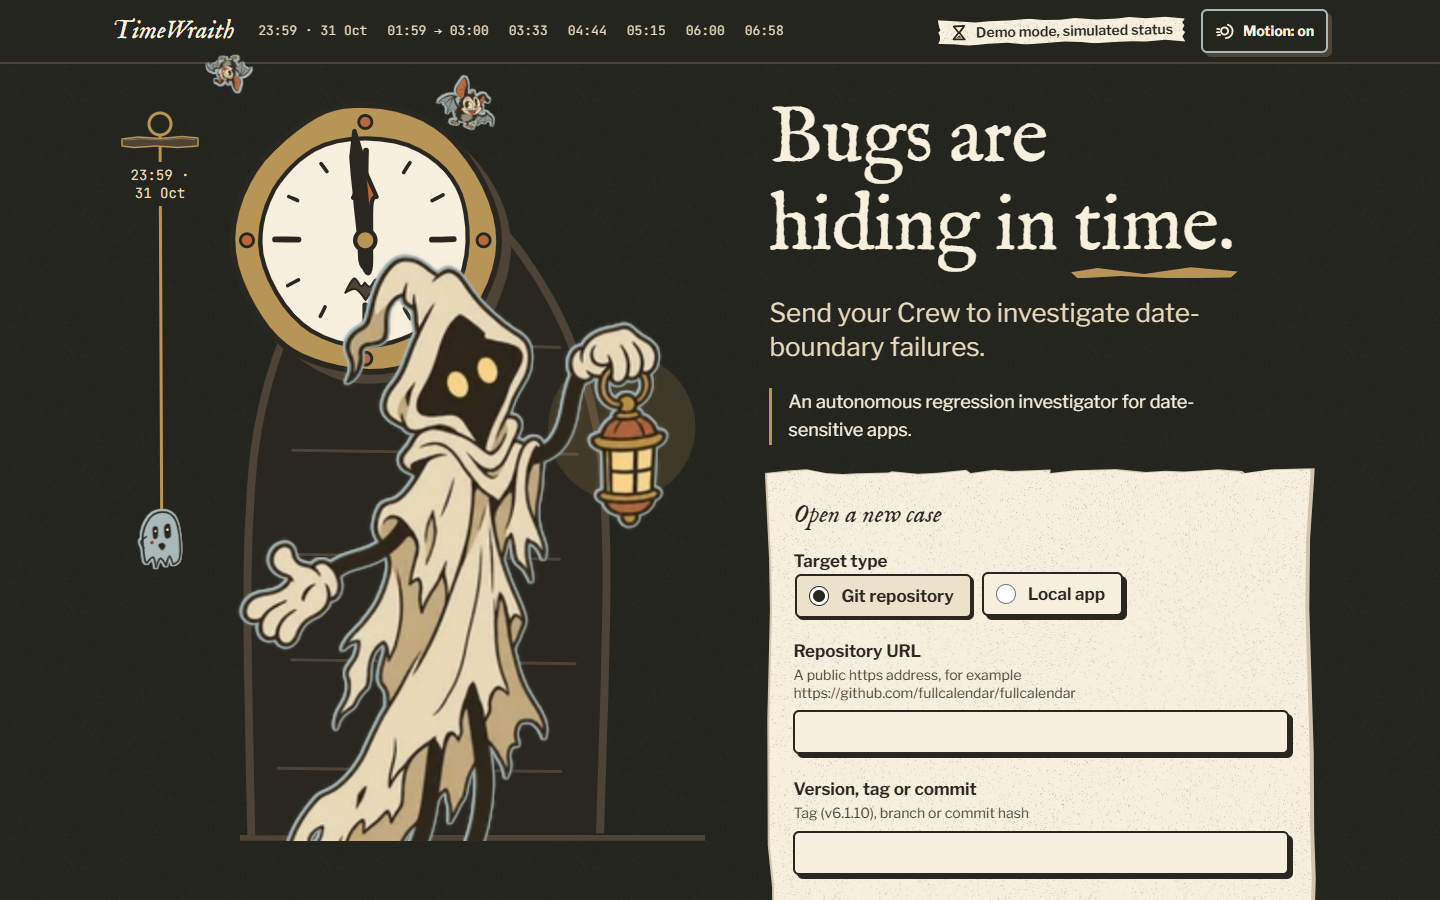 TimeWraith 23:59 · 31 Oct 01:59 → 03:00 03:33 04:44 05:15 06:00 06:58 Demo mode, simulated status Motion: on
23:59 ·
31 Oct
Bugs are
hiding in time.
Send your Crew to investigate date-
boundary failures.
An autonomous regression investigator for date-
sensitive apps.
Open a new case
Target type
Git repository Local app
Repository URL
A public https address, for example
https://github.com/fullcalendar/fullcalendar
Version, tag or commit
Tag (v6.1.10), branch or commit hash